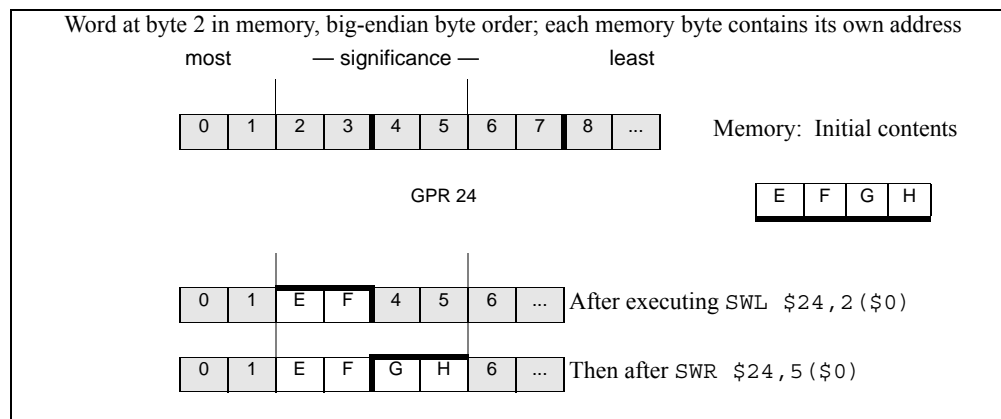 Word at byte 2 in memory, big-endian byte order; each memory byte contains its own address
most — significance — least
0 1 2 3 4 5 6 7 8 ... Memory: Initial contents
GPR 24 E F G H
0 1 E F 4 5 6 ... After executing SWL $24,2($0)
0 1 E F G H 6 ... Then after SWR $24,5($0)